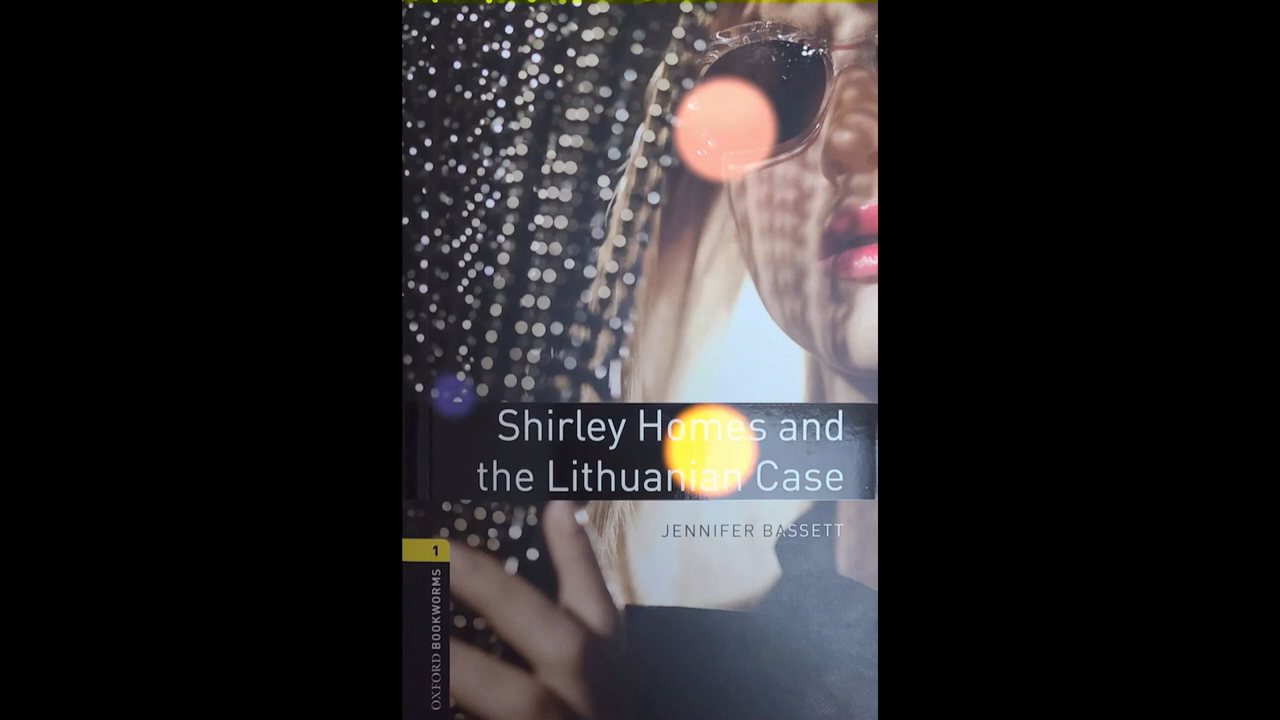 Shirley Homes and
the Lithuanian Case
JENNIFER BASSETT
1
OXFORD BOOKWORMS